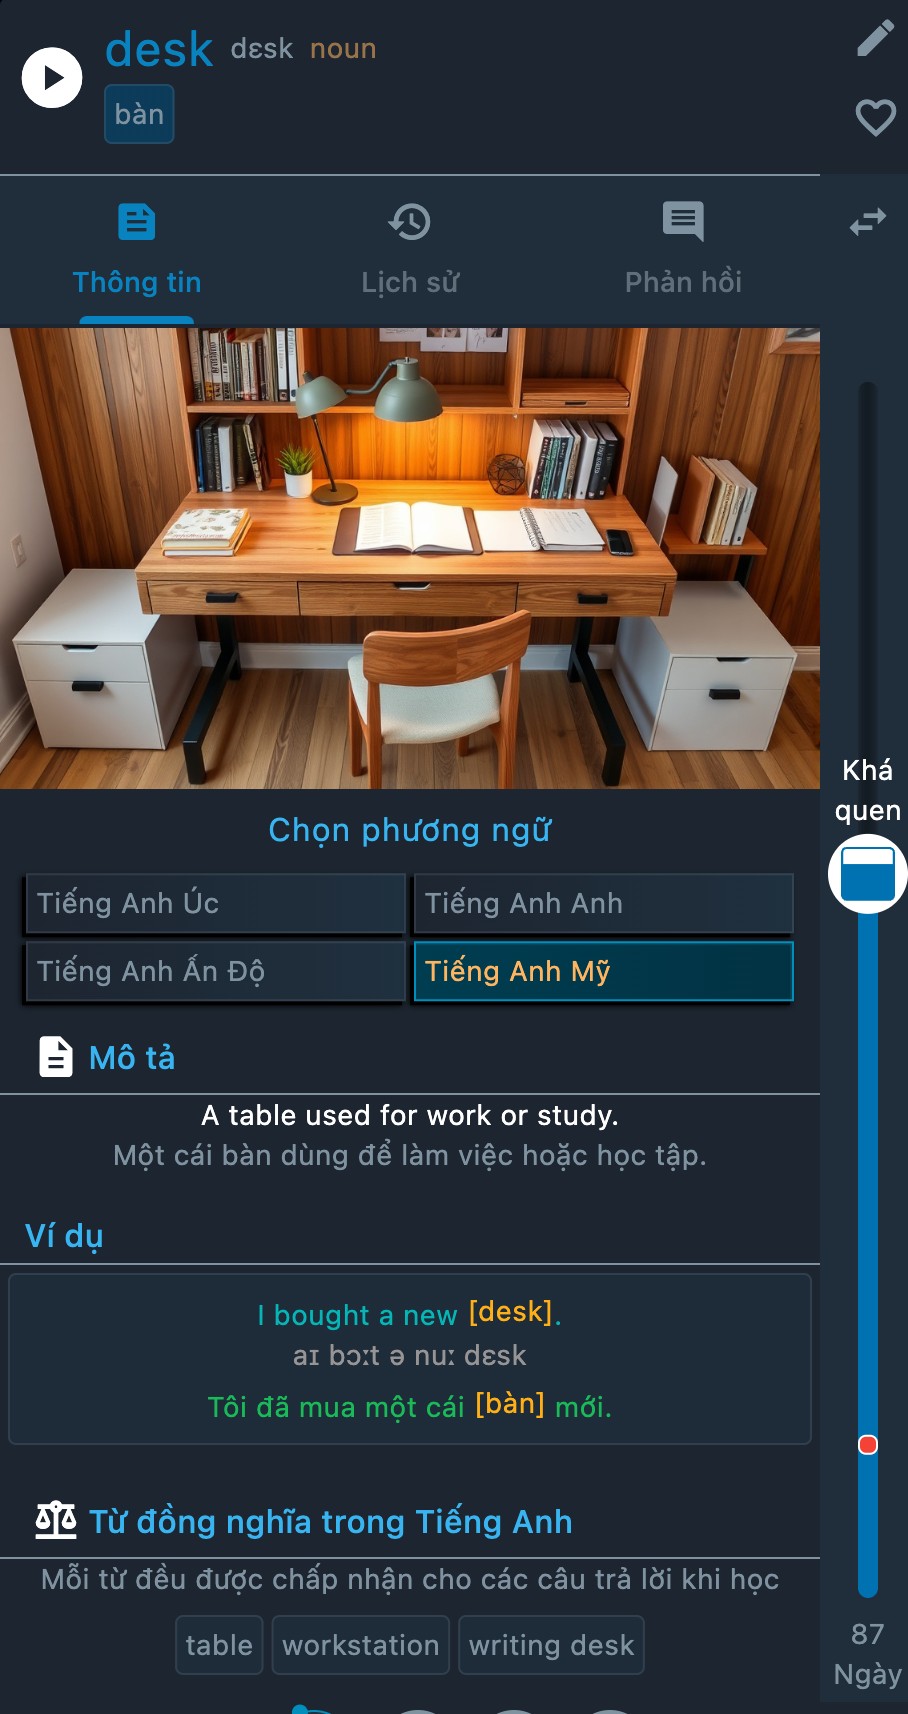 desk dɛsk noun
bàn
Thông tin
Lịch sử
Phản hồi
Khá
quen
Chọn phương ngữ
Tiếng Anh Úc
Tiếng Anh Anh
Tiếng Anh Ấn Độ
Tiếng Anh Mỹ
Mô tả
A table used for work or study.
Một cái bàn dùng để làm việc hoặc học tập.
Ví dụ
I bought a new [desk].
aɪ bɔːt ə nuː dɛsk
Tôi đã mua một cái [bàn] mới.
Từ đồng nghĩa trong Tiếng Anh
Mỗi từ đều được chấp nhận cho các câu trả lời khi học
table
workstation
writing desk
87
Ngày